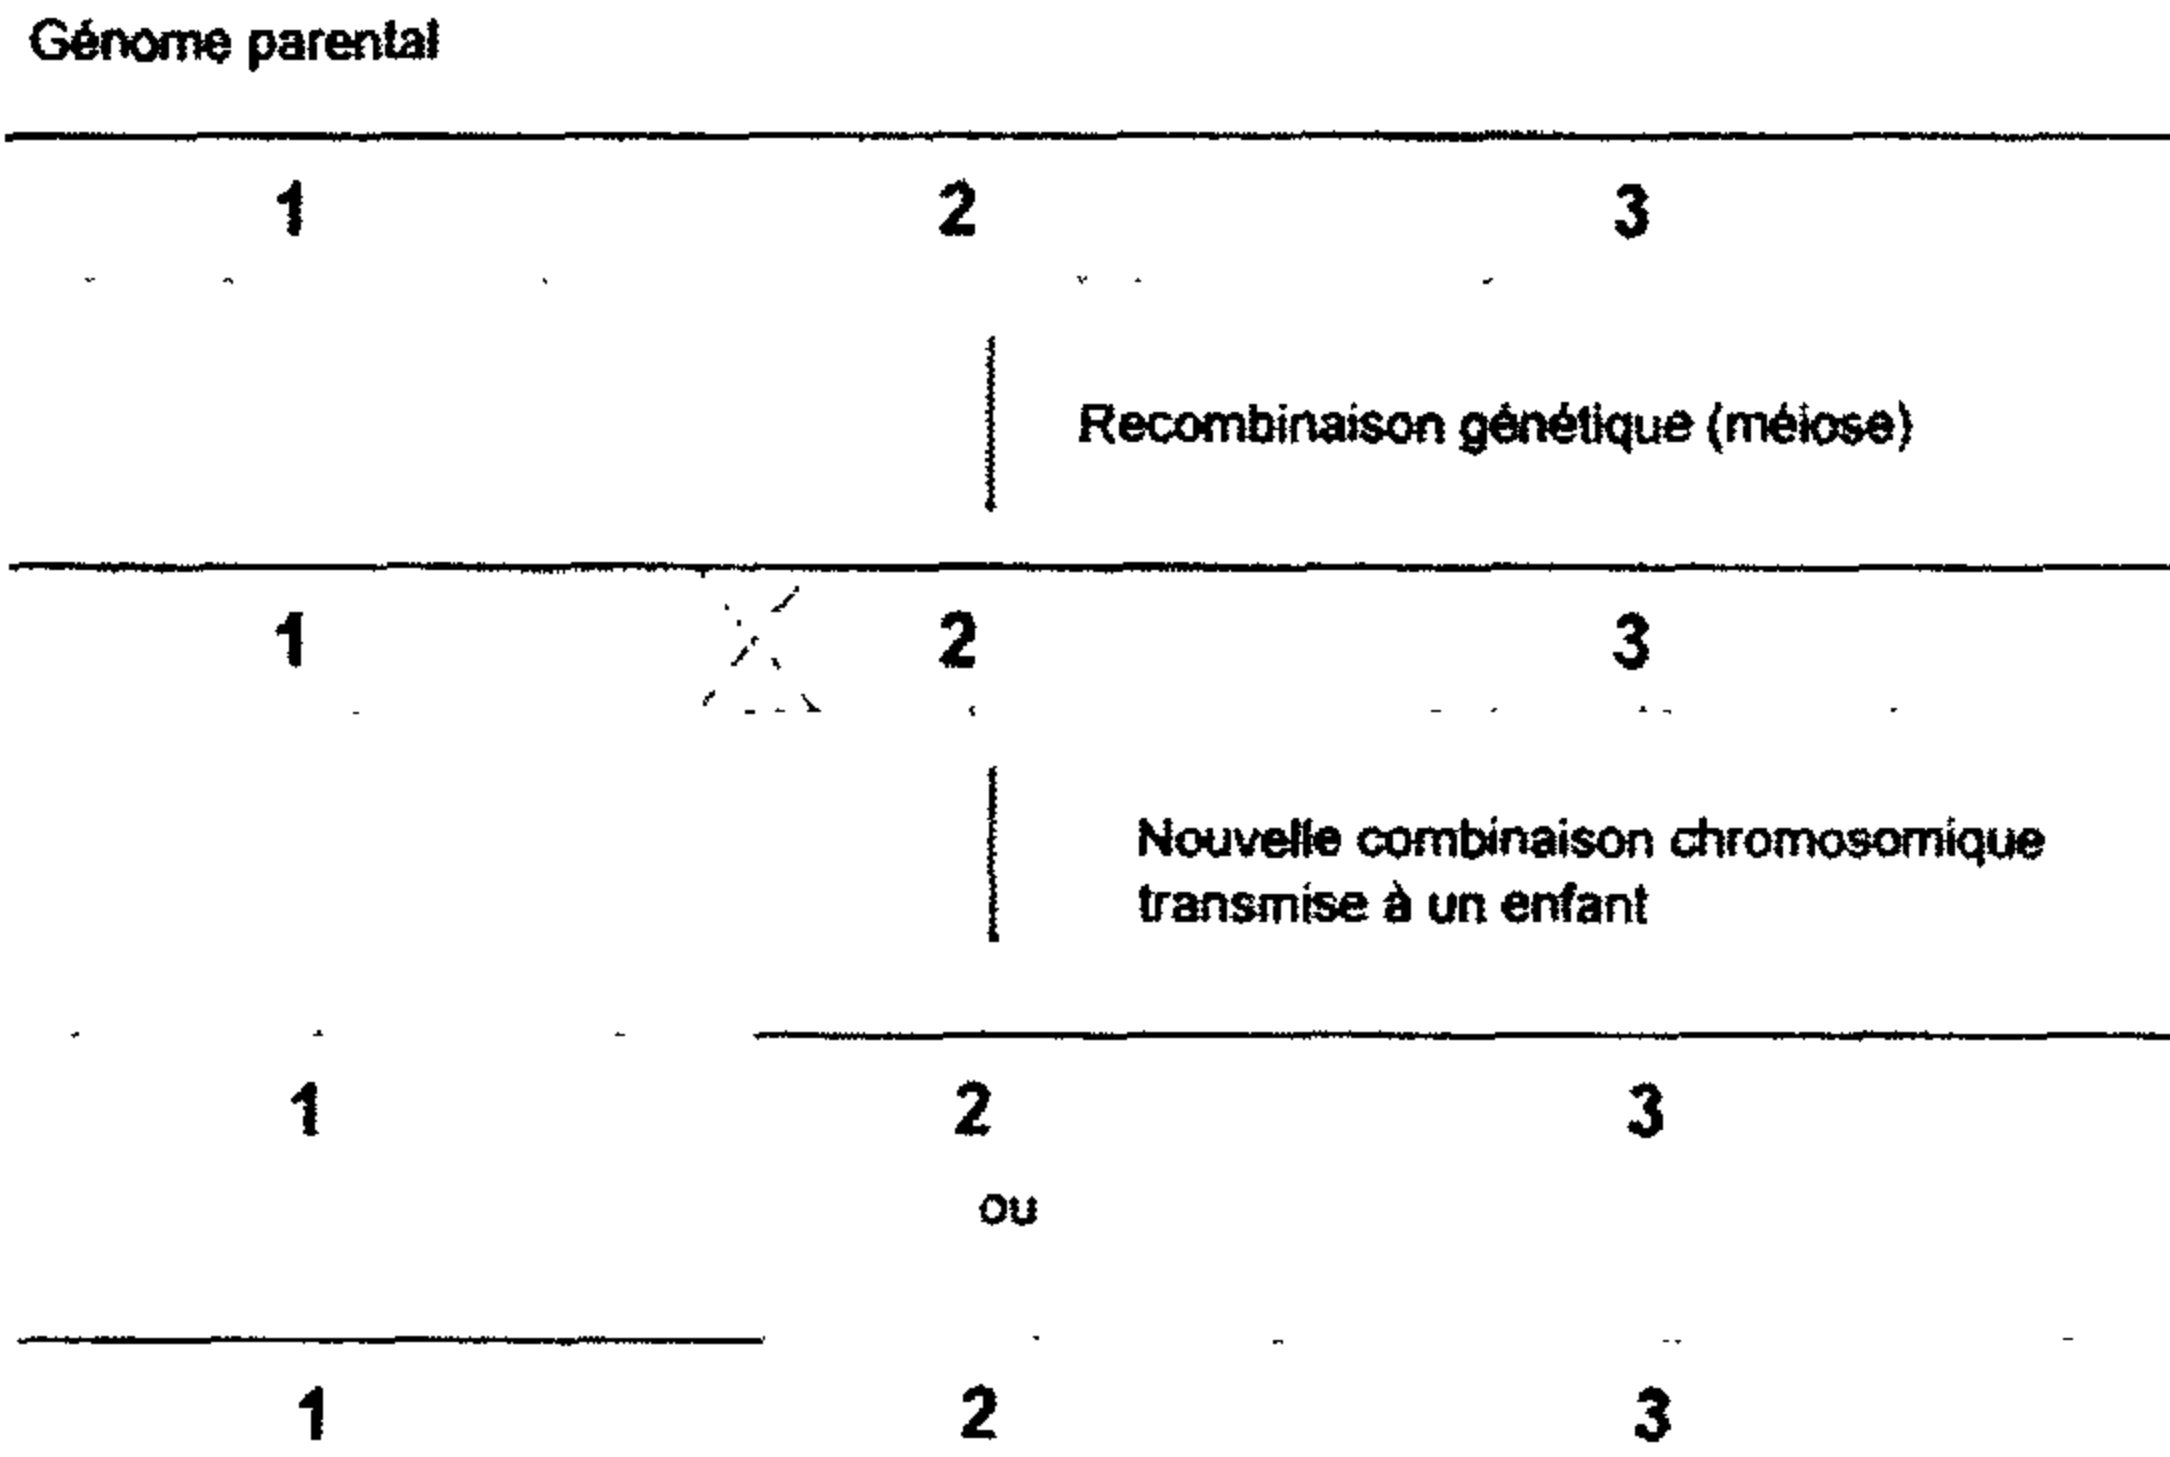 Génome parental
1 2 3
Recombinaison génétique (méiose)
1 2 3
Nouvelle combinaison chromosomique
transmise à un enfant
1 2 3
ou
1 2 3